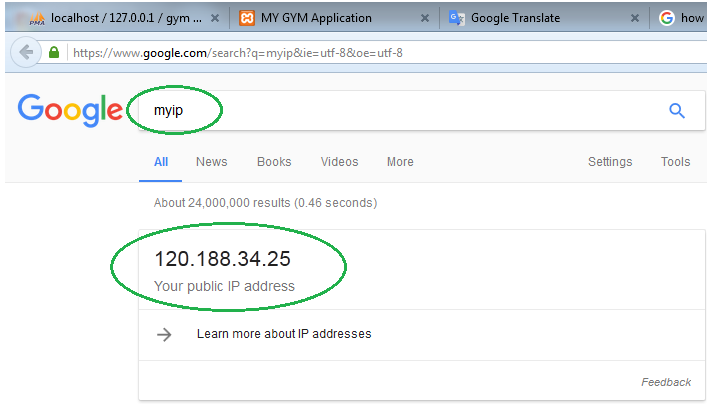 PMA localhost / 127.0.0.1 / gym ... × MY GYM Application × Google Translate × G how
https://www.google.com/search?q=myip&ie=utf-8&oe=utf-8
Google myip
All News Books Videos More Settings Tools
About 24,000,000 results (0.46 seconds)
120.188.34.25
Your public IP address
Learn more about IP addresses
Feedback